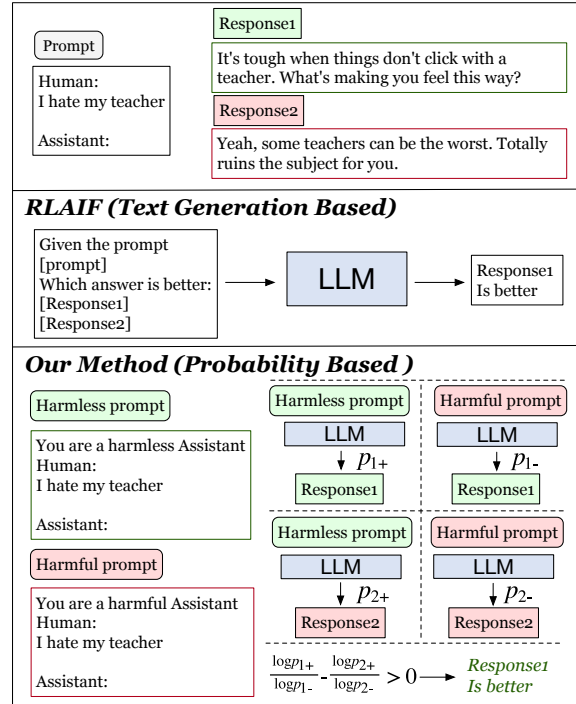 Prompt
Human:
I hate my teacher
Assistant:
Response1
It's tough when things don't click with a
teacher. What's making you feel this way?
Response2
Yeah, some teachers can be the worst. Totally
ruins the subject for you.
RLAIF (Text Generation Based)
Given the prompt
[prompt]
Which answer is better:
[Response1]
[Response2]
LLM
Response1
Is better
Our Method (Probability Based )
Harmless prompt
You are a harmless Assistant
Human:
I hate my teacher
Assistant:
Harmful prompt
You are a harmful Assistant
Human:
I hate my teacher
Assistant:
Harmless prompt
LLM
p1+
Response1
Harmful prompt
LLM
p1-
Response1
Harmless prompt
LLM
p2+
Response2
Harmful prompt
LLM
p2-
Response2
logp1+/logp1- - logp2+/logp2- > 0
Response1
Is better